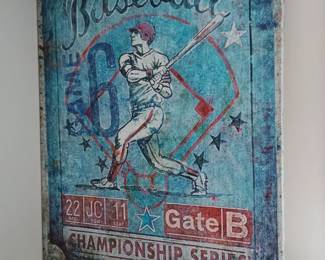 Baseball
GAME 6
22 JC 11 Gate B
CHAMPIONSHIP SERIES